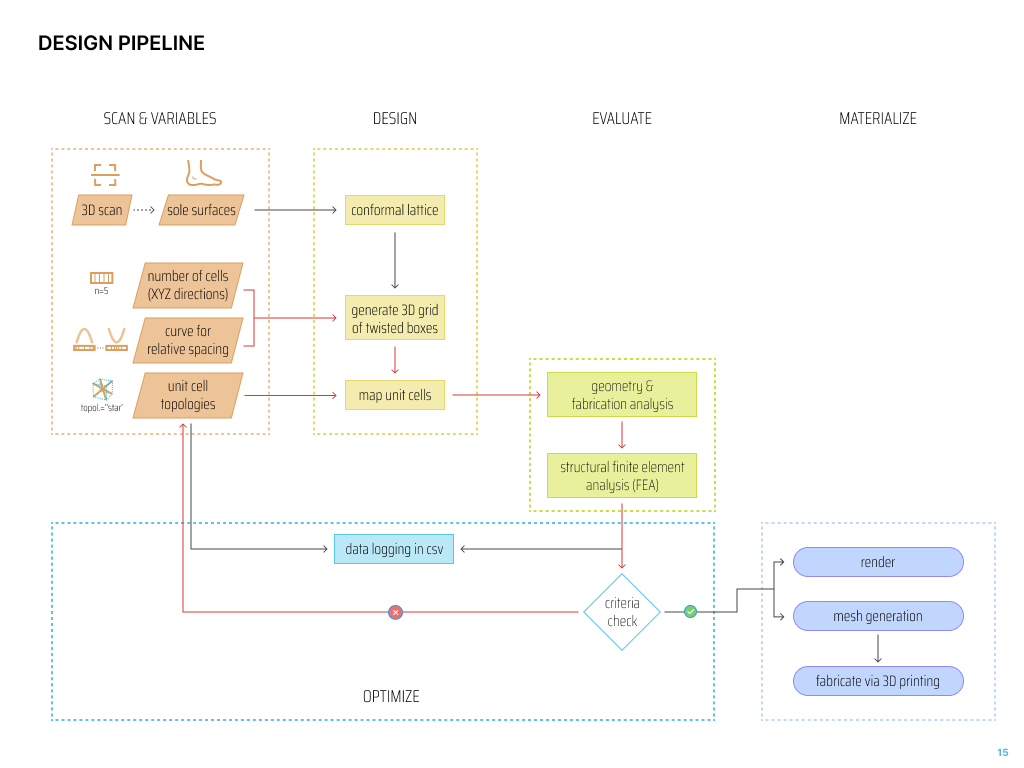 DESIGN PIPELINE
SCAN & VARIABLES
DESIGN
EVALUATE
MATERIALIZE
3D scan
sole surfaces
conformal lattice
number of cells
(XYZ directions)
n=5
generate 3D grid
of twisted boxes
curve for
relative spacing
unit cell
topologies
topol.="star"
map unit cells
geometry &
fabrication analysis
structural finite element
analysis (FEA)
data logging in csv
criteria
check
render
mesh generation
fabricate via 3D printing
OPTIMIZE
15